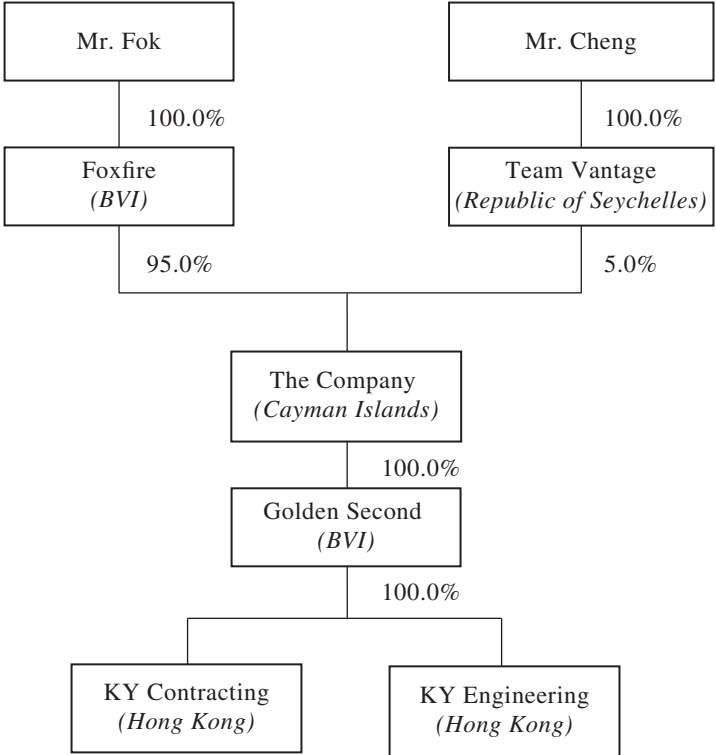 Mr. Fok
Mr. Cheng
100.0%
100.0%
Foxfire
(BVI)
Team Vantage
(Republic of Seychelles)
95.0%
5.0%
The Company
(Cayman Islands)
100.0%
Golden Second
(BVI)
100.0%
KY Contracting
(Hong Kong)
KY Engineering
(Hong Kong)